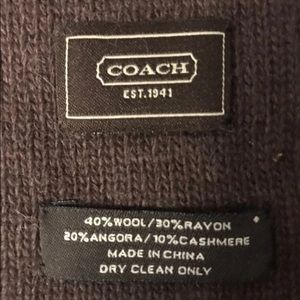 COACH
EST.1941
40%WOOL/30%RAYON
20%ANGORA/10%CASHMERE
MADE IN CHINA
DRY CLEAN ONLY